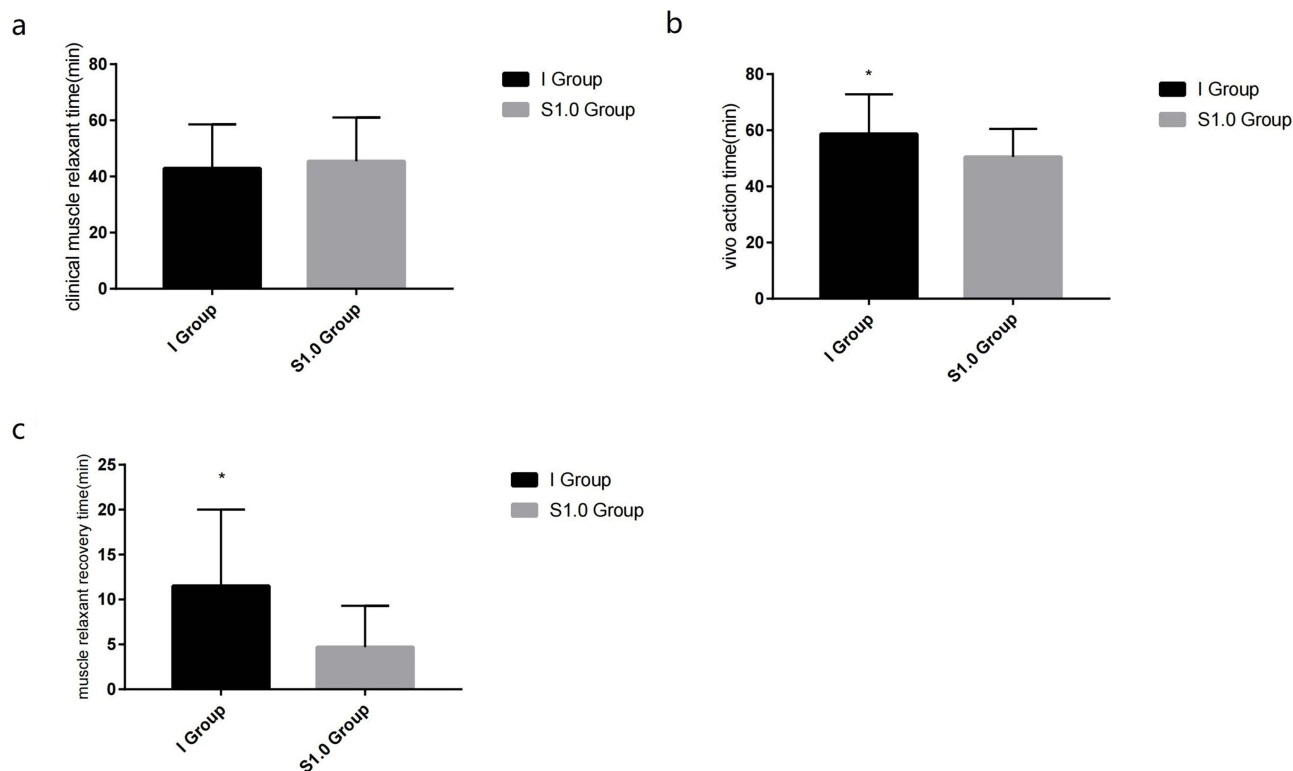 a
clinical muscle relaxant time(min)
80
60
40
20
0
I Group
S1.0 Group
I Group
S1.0 Group
b
vivo action time(min)
80
60
40
20
0
*
I Group
S1.0 Group
I Group
S1.0 Group
c
muscle relaxant recovery time(min)
25
20
15
10
5
0
*
I Group
S1.0 Group
I Group
S1.0 Group